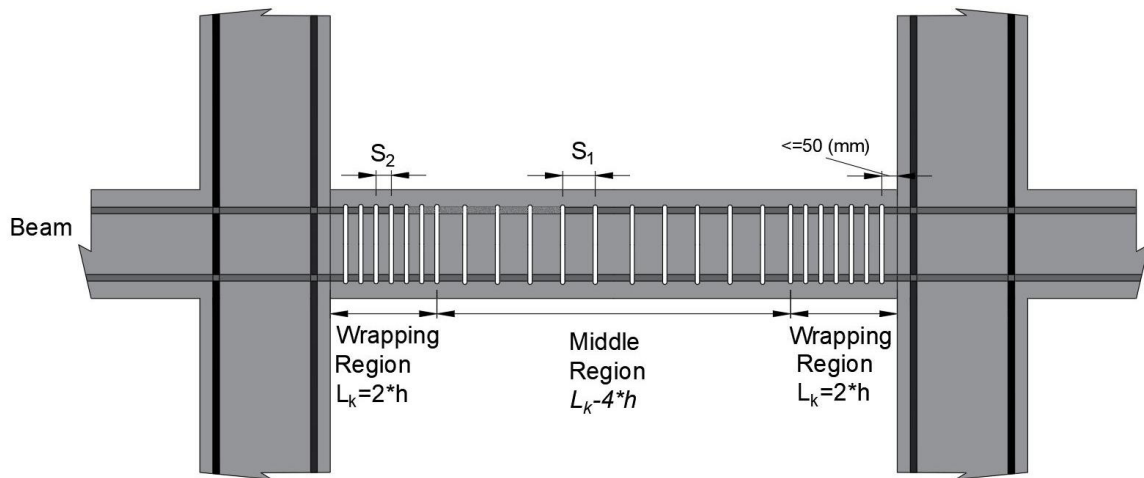 <=50 (mm)
S₂
S₁
Beam
Wrapping
Region
Lₖ=2*h
Middle
Region
Lₖ-4*h
Wrapping
Region
Lₖ=2*h